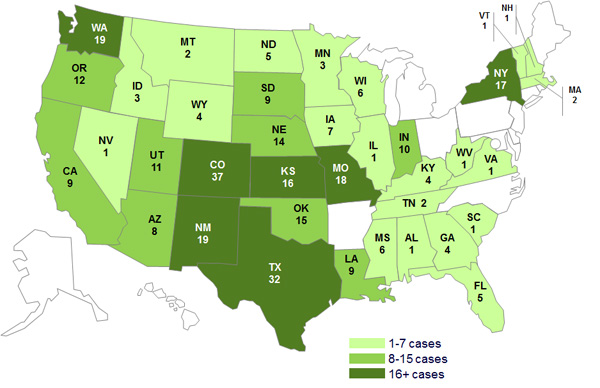 NH
1
VT
1
WA
19
MT
2
ND
5
MN
3
OR
12
ID
3
WY
4
SD
9
WI
6
NY
17
MA
2
NV
1
UT
11
CO
37
NE
14
IA
7
IL
1
IN
10
KS
16
MO
18
KY
4
WV
1
VA
1
CA
9
AZ
8
NM
19
OK
15
TN 2
SC
1
TX
32
LA
9
MS
6
AL
1
GA
4
FL
5
1-7 cases
8-15 cases
16+ cases